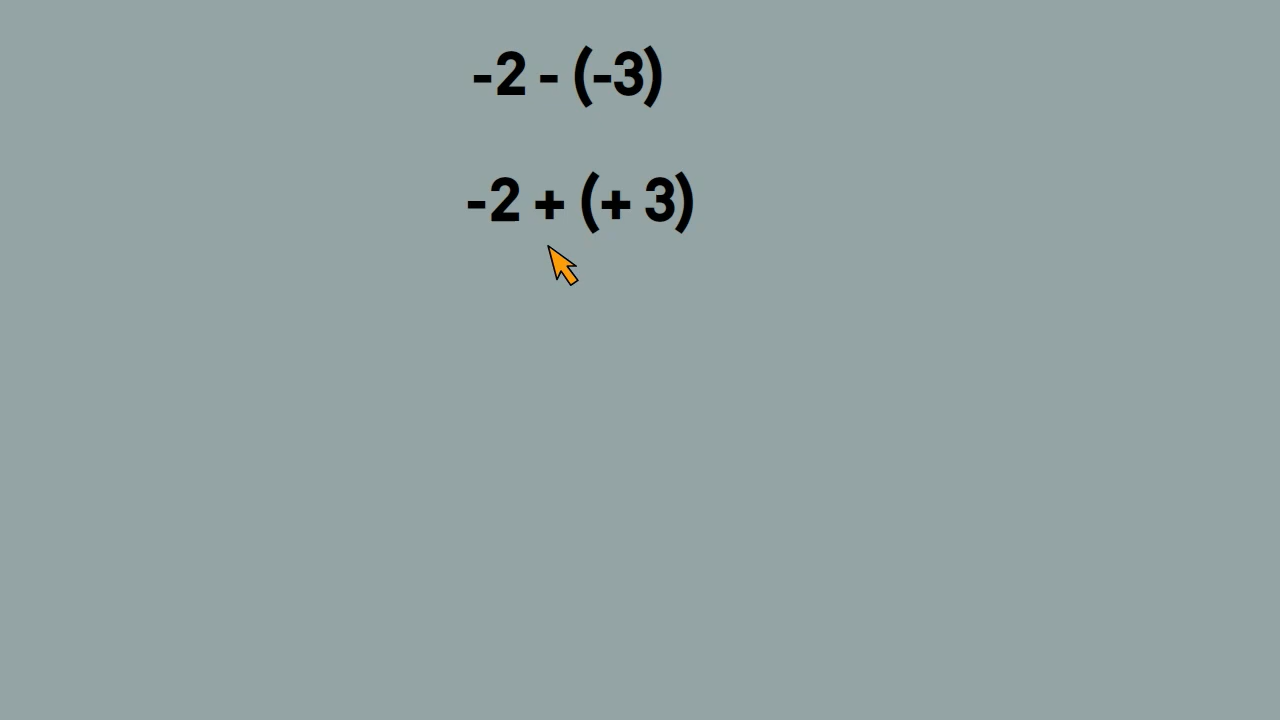 -2 - (-3)
-2 + (+ 3)